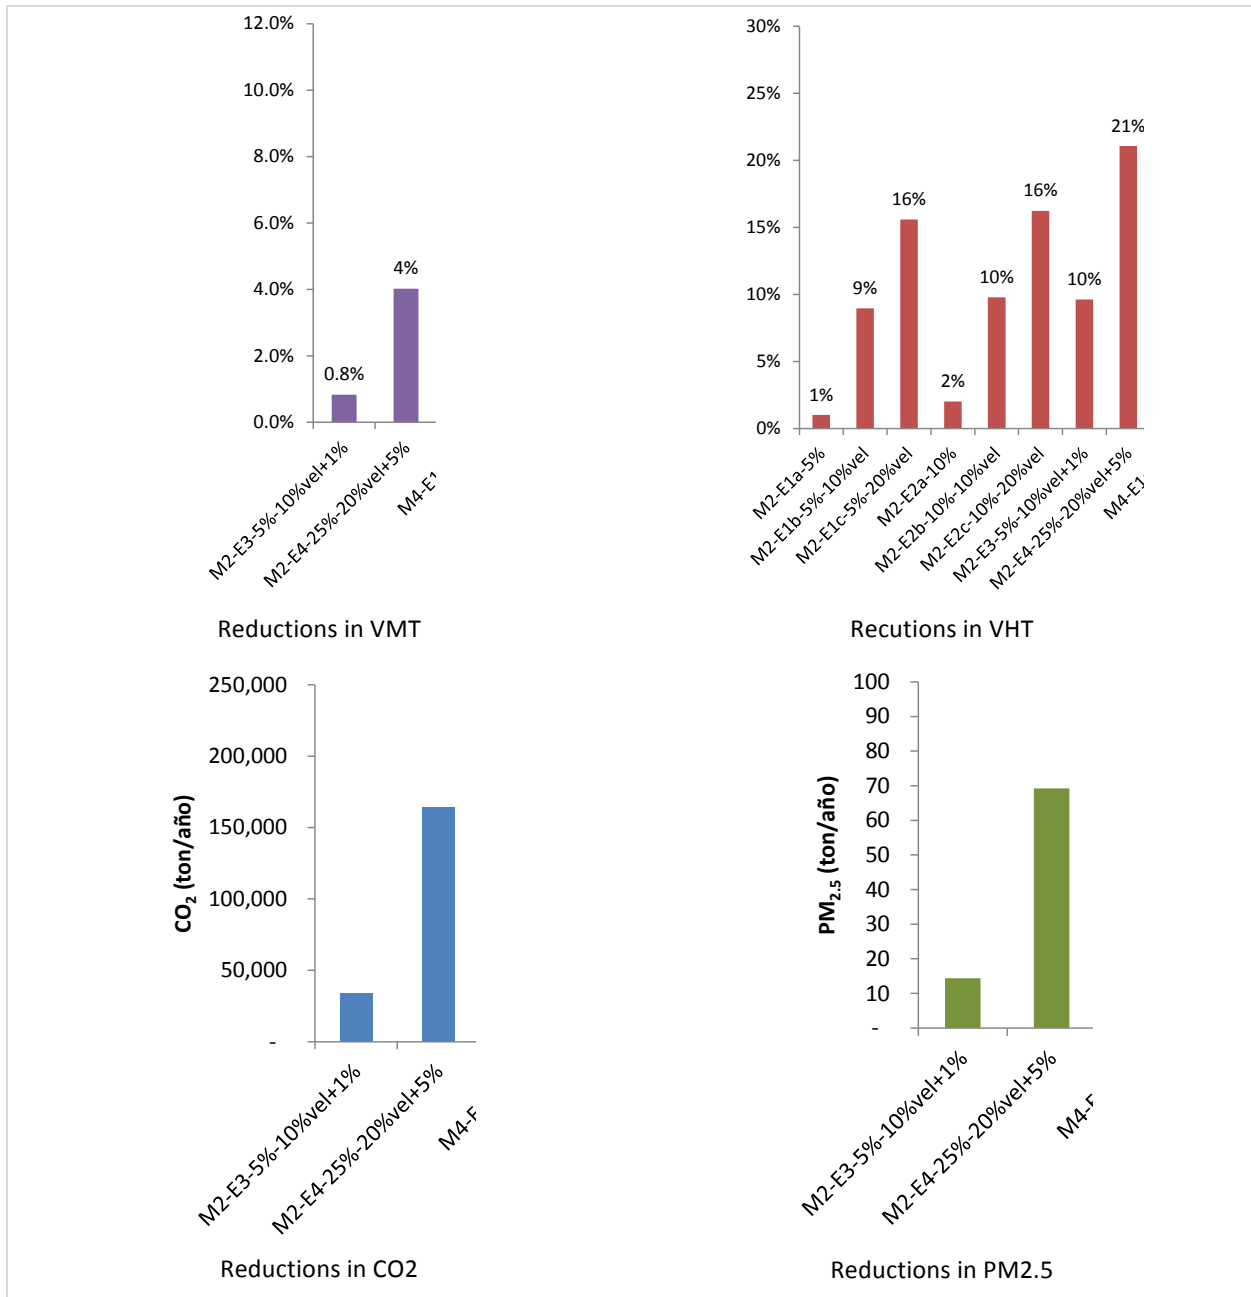 12.0%
10.0%
8.0%
6.0%
4.0%
2.0%
0.0%
0.8%
4%
M2-E3-5%-10%vel+1%
M2-E4-25%-20%vel+5%
M4-E1
Reductions in VMT
30%
25%
20%
15%
10%
5%
0%
1%
9%
16%
2%
10%
16%
10%
21%
M2-E1a-5%
M2-E1b-5%-10%vel
M2-E1c-5%-20%vel
M2-E2a-10%
M2-E2b-10%-10%vel
M2-E2c-10%-20%vel
M2-E3-5%-10%vel+1%
M2-E4-25%-20%vel+5%
M4-E1
Recutions in VHT
CO2 (ton/año)
250,000
200,000
150,000
100,000
50,000
-
M2-E3-5%-10%vel+1%
M2-E4-25%-20%vel+5%
Reductions in CO2
PM2.5 (ton/año)
100
90
80
70
60
50
40
30
20
10
-
M2-E3-5%-10%vel+1%
M2-E4-25%-20%vel+5%
Reductions in PM2.5